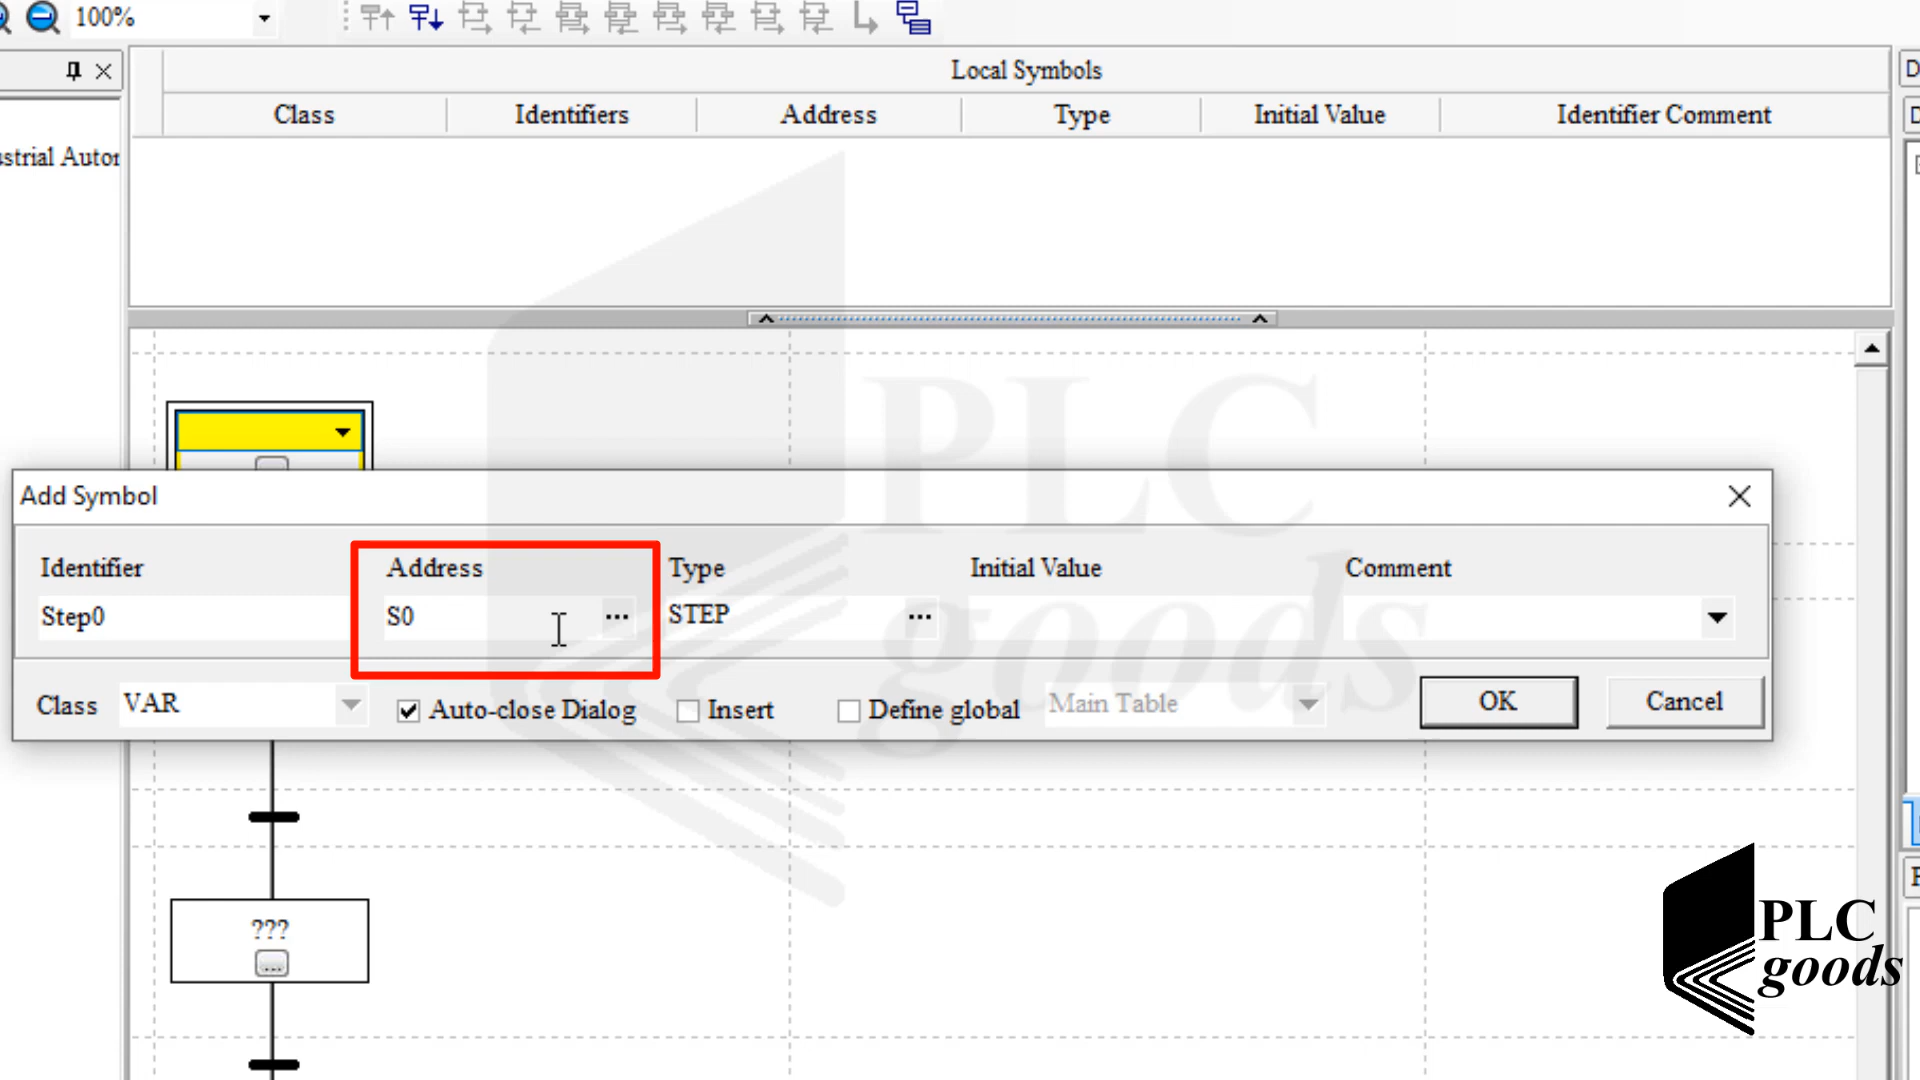 100%
Local Symbols
Class Identifiers Address Type Initial Value Identifier Comment
strial Autor
PLC
goods
Add Symbol
Identifier Address Type Initial Value Comment
Step0 S0 ... STEP ...
Class VAR Auto-close Dialog Insert Define global Main Table OK Cancel
???
...
PLC
goods